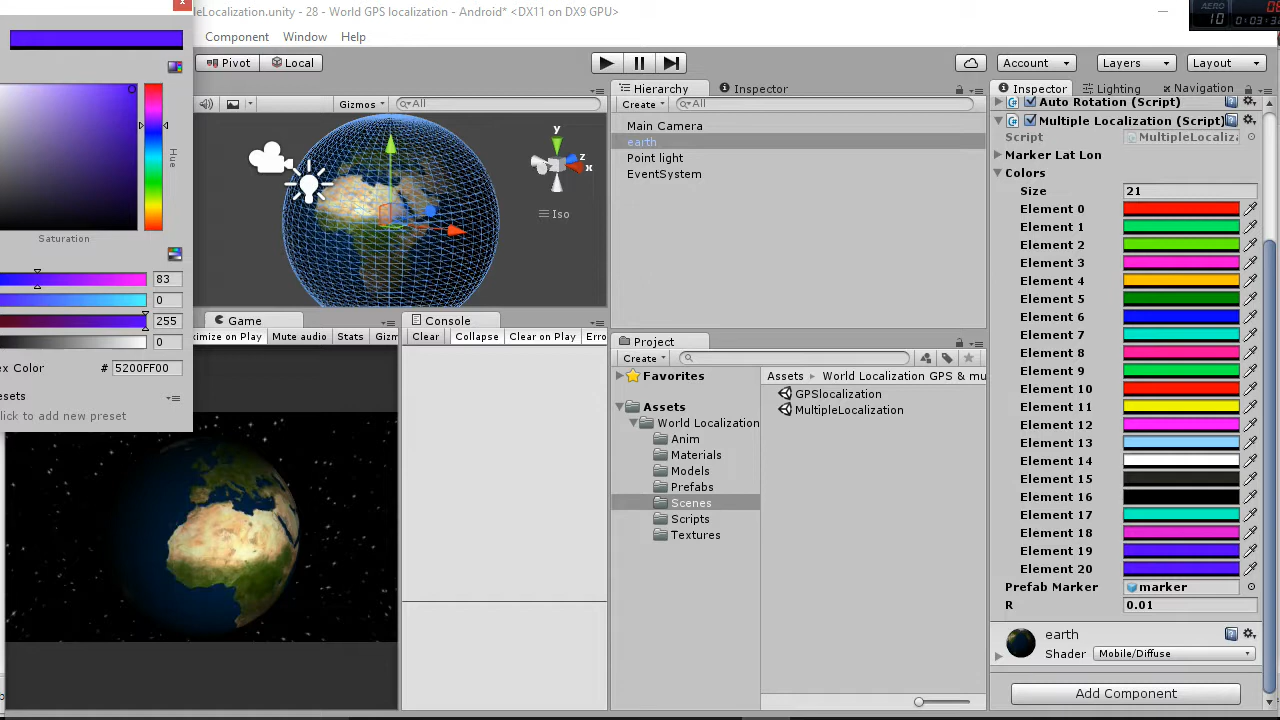 leLocalization.unity - 28 - World GPS localization - Android* <DX11 on DX9 GPU>
AERO
10
Component Window Help
Pivot Local
Account Layers Layout
Gizmos All
y
z
x
Iso
Hierarchy Inspector
Create All
Main Camera
earth
Point light
EventSystem
Inspector Lighting Navigation
Auto Rotation (Script)
Multiple Localization (Script)
Script MultipleLocaliza
Marker Lat Lon
Colors
Size 21
Element 0
Element 1
Element 2
Element 3
Element 4
Element 5
Element 6
Element 7
Element 8
Element 9
Element 10
Element 11
Element 12
Element 13
Element 14
Element 15
Element 16
Element 17
Element 18
Element 19
Element 20
Prefab Marker marker
R 0.01
earth
Shader Mobile/Diffuse
Add Component
Hue
Saturation
83
0
255
0
ex Color # 5200FF00
esets
lick to add new preset
Game
ximize on Play Mute audio Stats Gizm
Console
Clear Collapse Clear on Play Erro
Project
Create
Favorites
Assets
World Localization
Anim
Materials
Models
Prefabs
Scenes
Scripts
Textures
Assets World Localization GPS & mu
GPSlocalization
MultipleLocalization